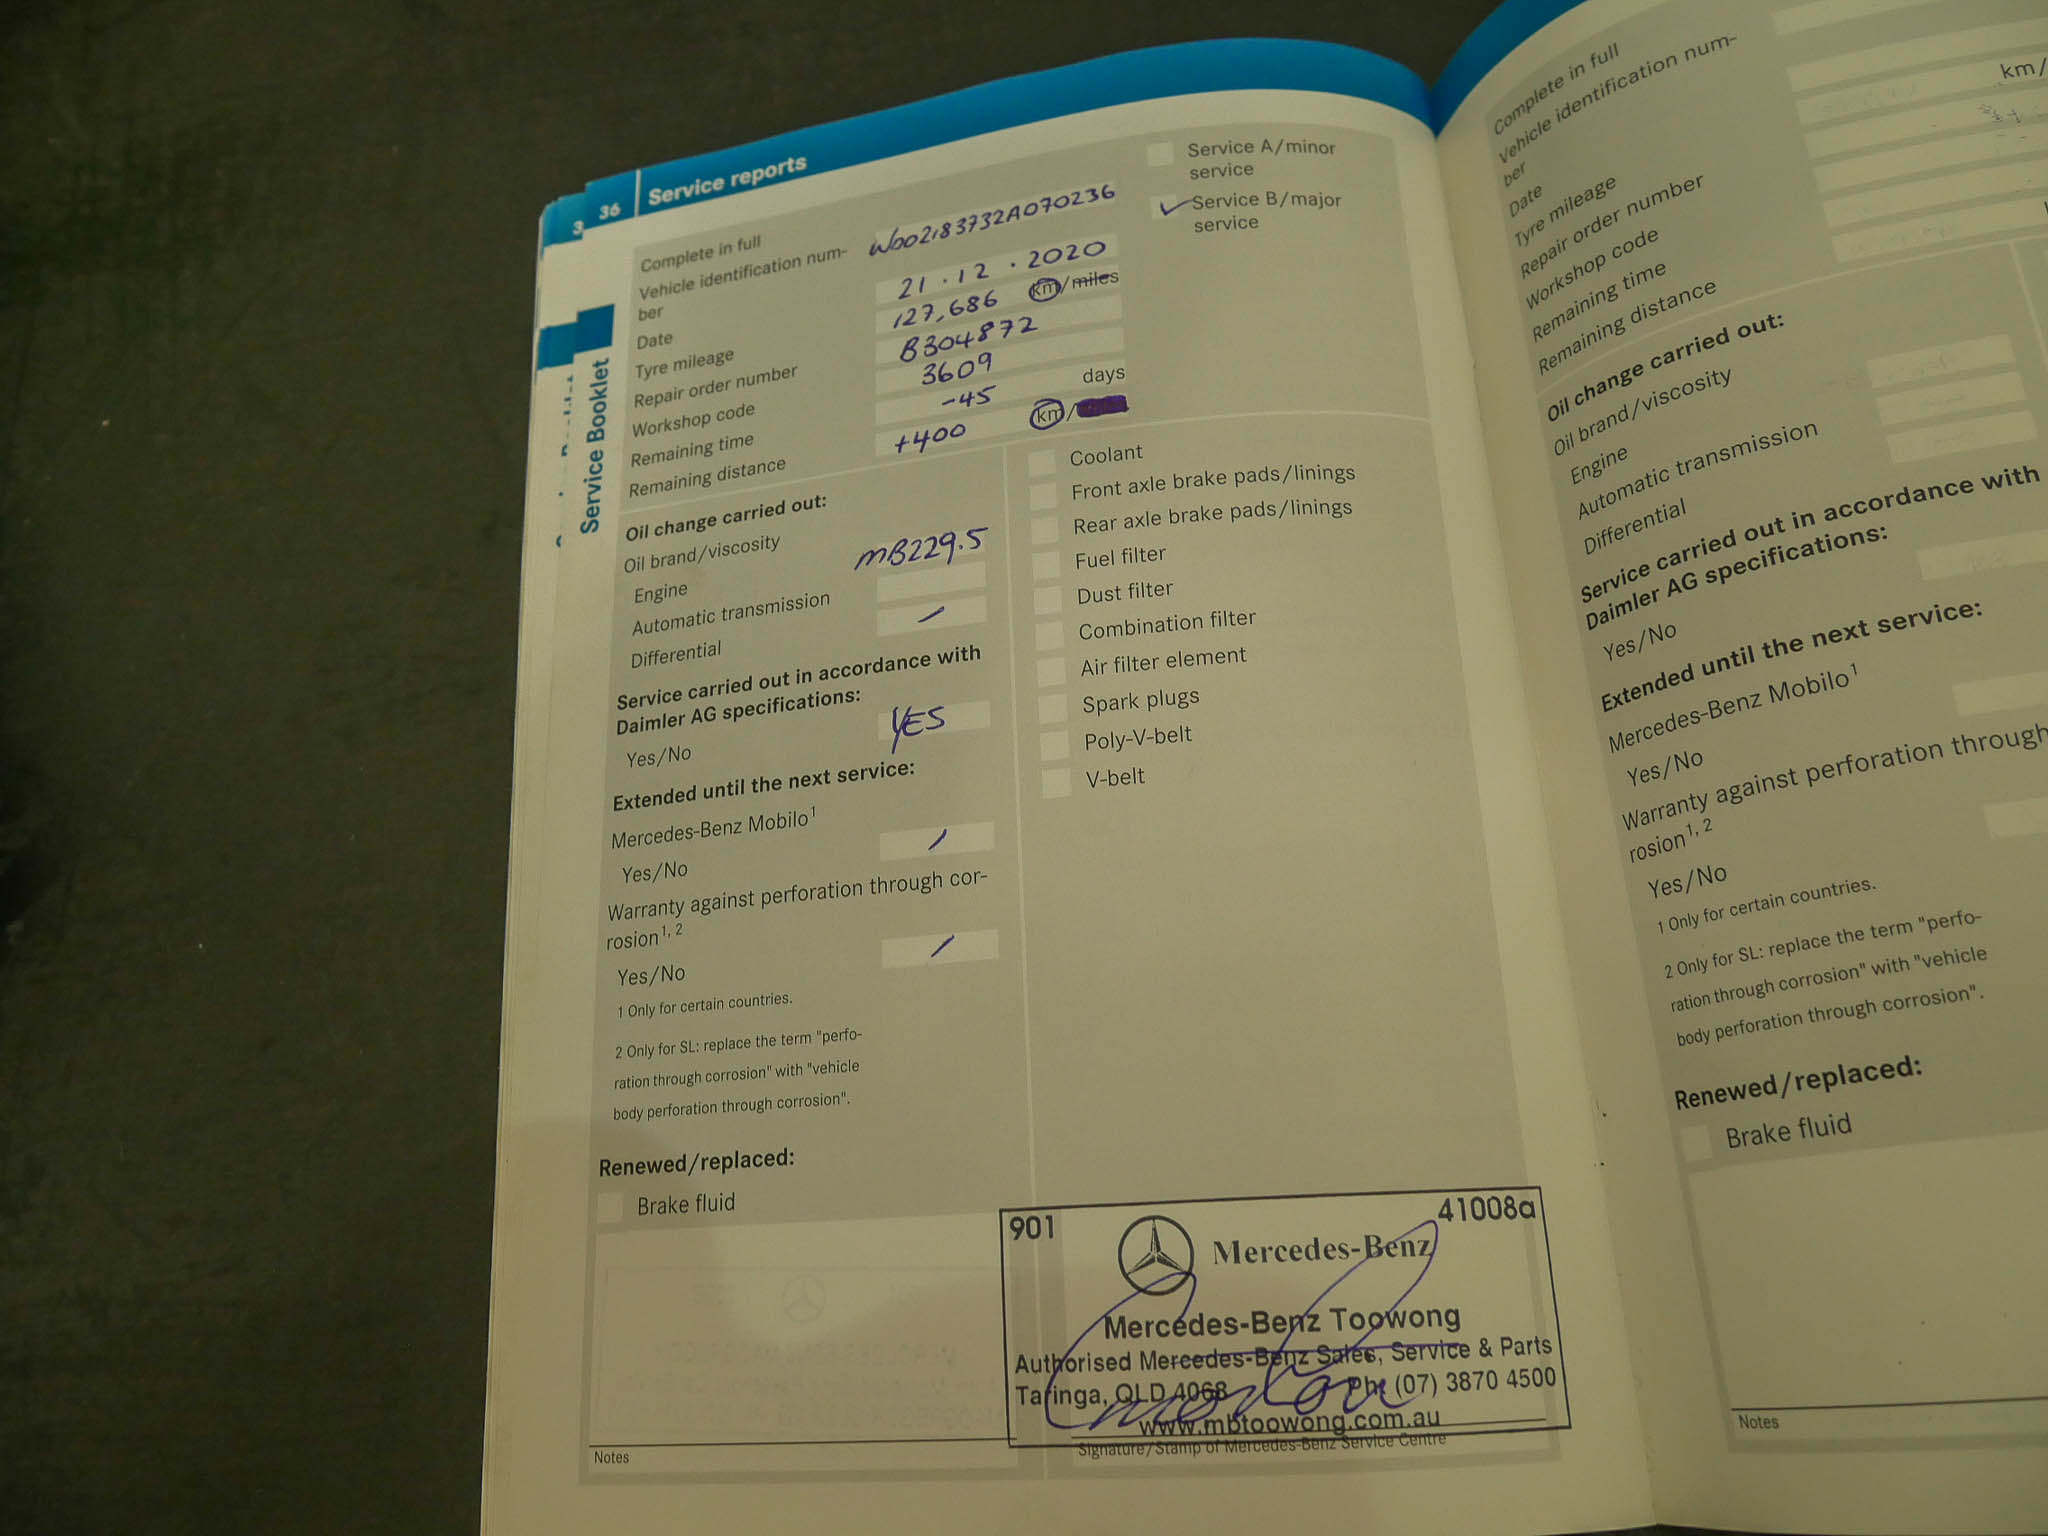 3
36 Service reports
Service Booklet
Complete in full
Vehicle identification num-
ber WDD2183732A070236
Date 21.12.2020
Tyre mileage 127,686 km/miles
Repair order number B304872
Workshop code 3609
Remaining time -45 days
Remaining distance +400 km/
Service A/minor
service
Service B/major
service
Oil change carried out:
Oil brand/viscosity
Engine MB229.5
Automatic transmission
Differential /
Service carried out in accordance with
Daimler AG specifications:
Yes/No YES
Extended until the next service:
Mercedes-Benz Mobilo1
Yes/No /
Warranty against perforation through cor-
rosion1, 2
Yes/No /
1 Only for certain countries.
2 Only for SL: replace the term "perfo-
ration through corrosion" with "vehicle
body perforation through corrosion".
Renewed/replaced:
Brake fluid
Coolant
Front axle brake pads/linings
Rear axle brake pads/linings
Fuel filter
Dust filter
Combination filter
Air filter element
Spark plugs
Poly-V-belt
V-belt
901 41008a
Mercedes-Benz
Mercedes-Benz Toowong
Authorised Mercedes-Benz Sales, Service & Parts
Taringa, QLD 4068 Ph: (07) 3870 4500
www.mbtoowong.com.au
Signature/Stamp of Mercedes-Benz Service Centre
Notes
Complete in full
Vehicle identification num-
ber
Date
Tyre mileage km/
Repair order number
Workshop code
Remaining time
Remaining distance
Oil change carried out:
Oil brand/viscosity
Engine
Automatic transmission
Differential
Service carried out in accordance with
Daimler AG specifications:
Yes/No
Extended until the next service:
Mercedes-Benz Mobilo1
Yes/No
Warranty against perforation through
rosion1, 2
Yes/No
1 Only for certain countries.
2 Only for SL: replace the term "perfo-
ration through corrosion" with "vehicle
body perforation through corrosion".
Renewed/replaced:
Brake fluid
Notes